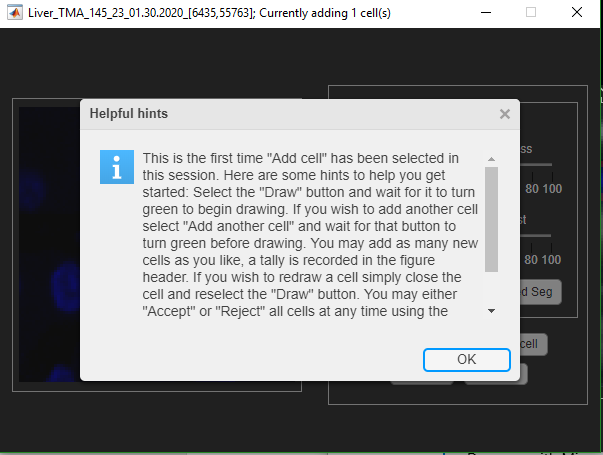 Liver_TMA_145_23_01.30.2020_[6435,55763]; Currently adding 1 cell(s)
Helpful hints
This is the first time "Add cell" has been selected in
this session. Here are some hints to help you get
started: Select the "Draw" button and wait for it to turn
green to begin drawing. If you wish to add another cell
select "Add another cell" and wait for that button to
turn green before drawing. You may add as many new
cells as you like, a tally is recorded in the figure
header. If you wish to redraw a cell simply close the
cell and reselect the "Draw" button. You may either
"Accept" or "Reject" all cells at any time using the
OK
80 100
80 100
Seg
cell